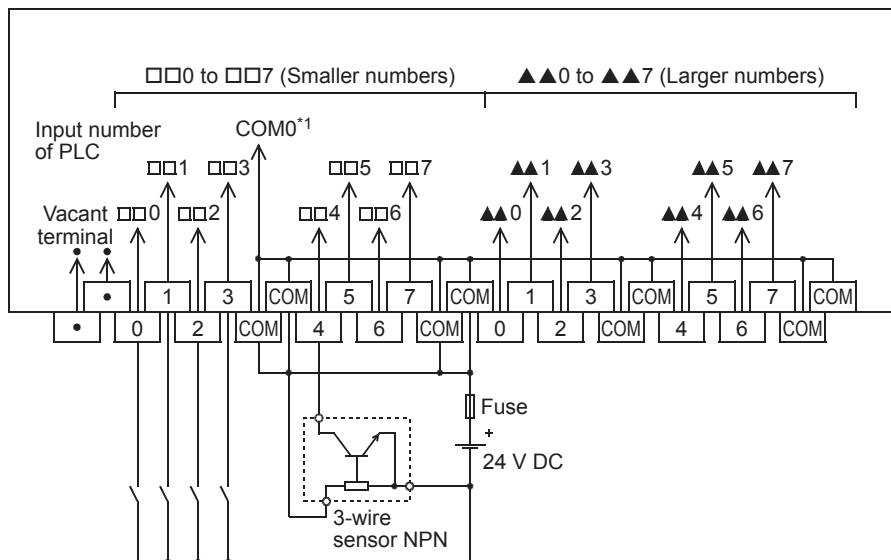 □□0 to □□7 (Smaller numbers) ▲▲0 to ▲▲7 (Larger numbers)
Input number
of PLC
COM0*1
□□1 □□3 □□5 □□7 ▲▲1 ▲▲3 ▲▲5 ▲▲7
Vacant
terminal
□□0 □□2 □□4 □□6 ▲▲0 ▲▲2 ▲▲4 ▲▲6
• 1 3 COM 5 7 COM 1 3 COM 5 7 COM
• 0 2 COM 4 6 COM 0 2 COM 4 6 COM
Fuse
+
24 V DC
3-wire
sensor NPN